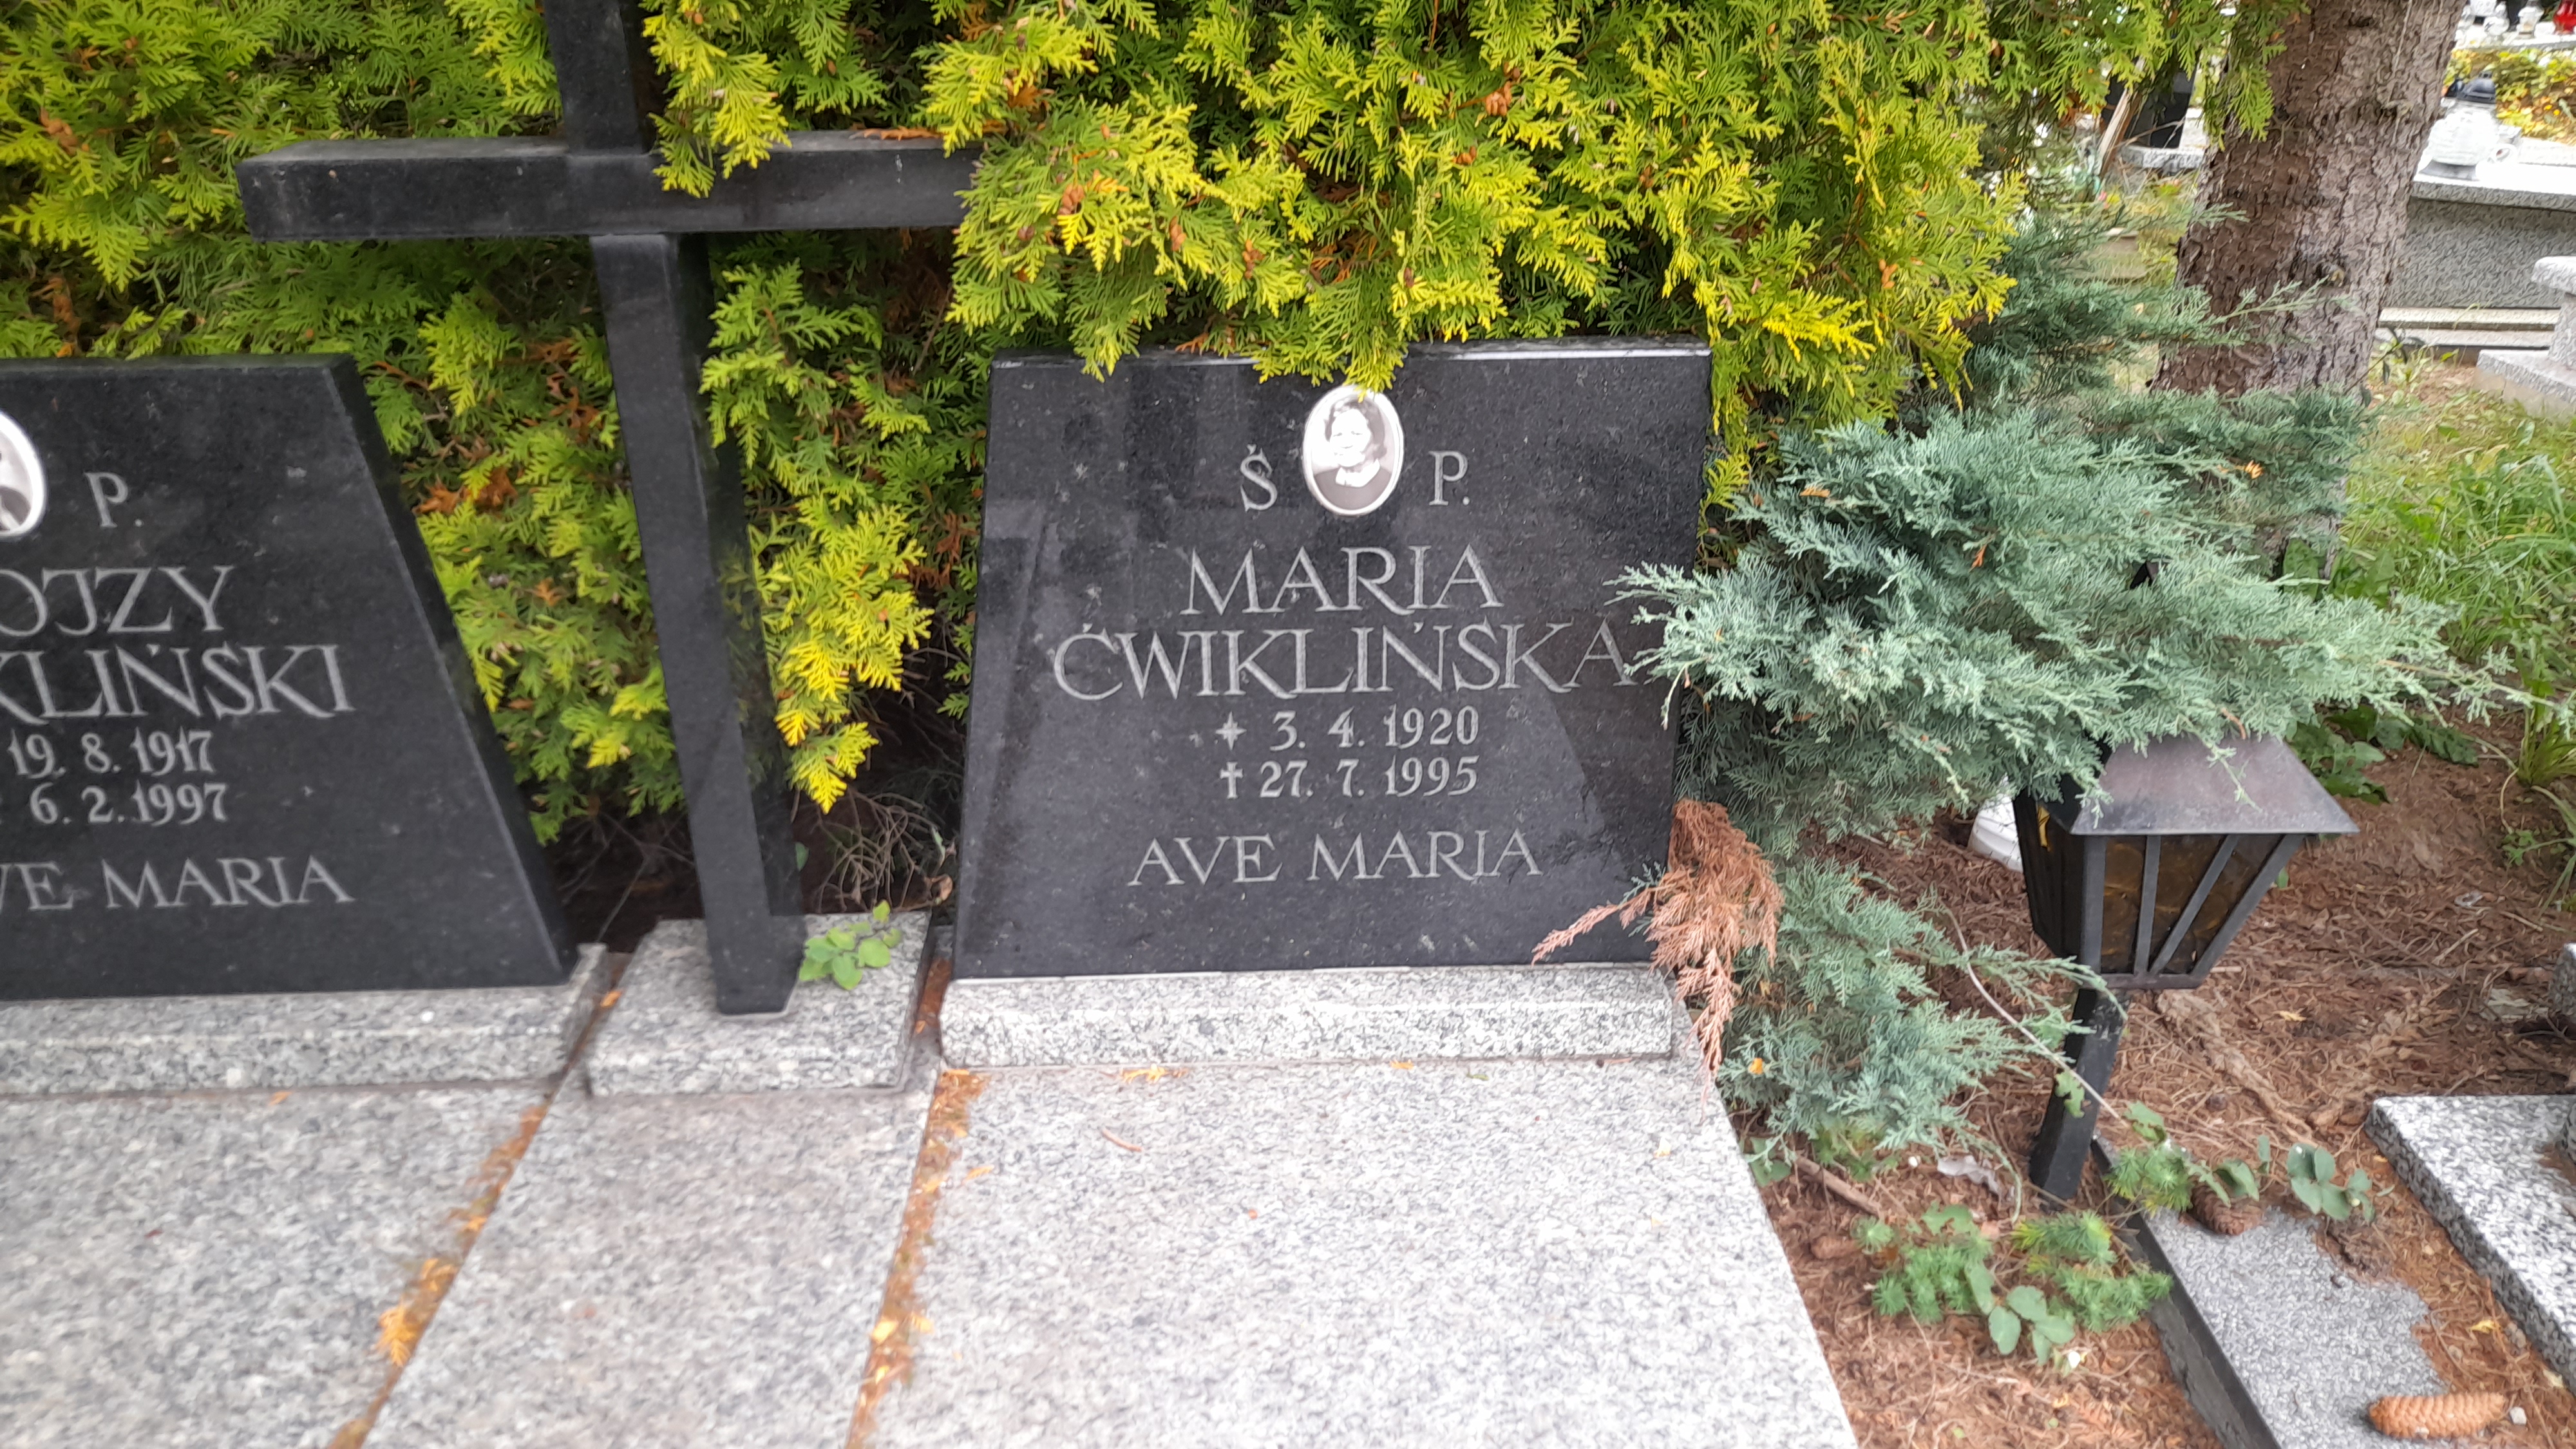 P.
OJZY
KLIŃSKI
19. 8. 1917
6. 2. 1997
VE MARIA
Ś P.
MARIA
ĆWIKLIŃSKA
3. 4. 1920
† 27. 7. 1995
AVE MARIA